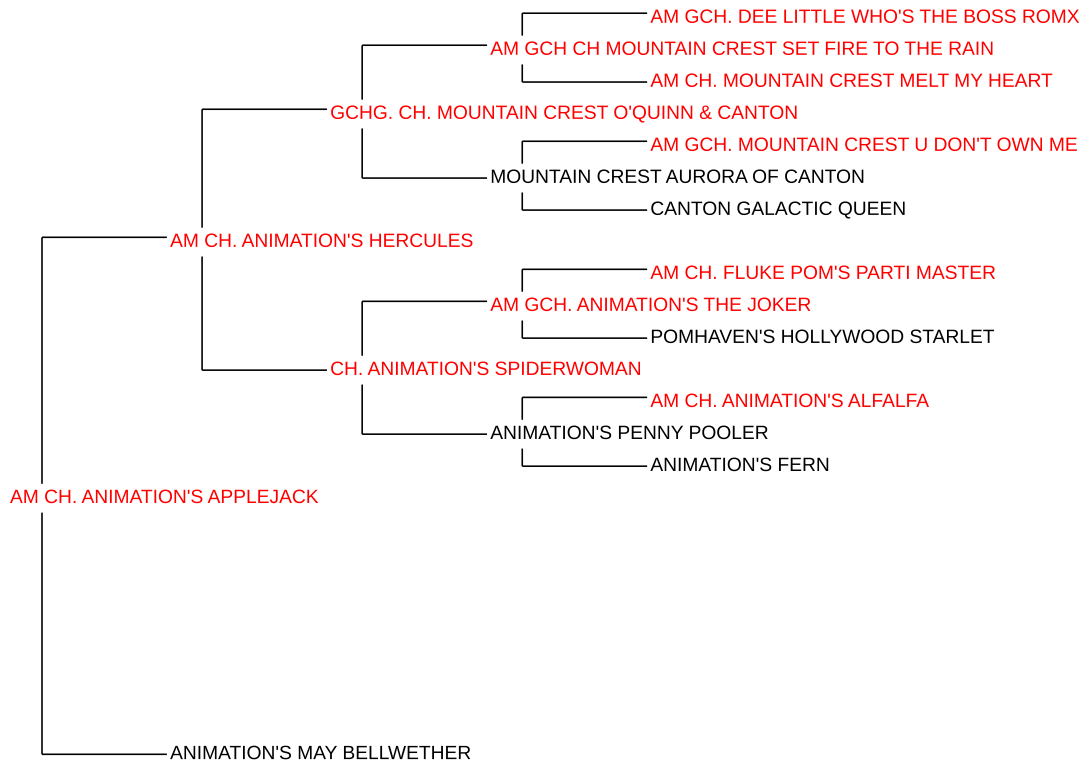 AM GCH. DEE LITTLE WHO'S THE BOSS ROMX
AM GCH CH MOUNTAIN CREST SET FIRE TO THE RAIN
AM CH. MOUNTAIN CREST MELT MY HEART
GCHG. CH. MOUNTAIN CREST O'QUINN & CANTON
AM GCH. MOUNTAIN CREST U DON'T OWN ME
MOUNTAIN CREST AURORA OF CANTON
CANTON GALACTIC QUEEN
AM CH. ANIMATION'S HERCULES
AM CH. FLUKE POM'S PARTI MASTER
AM GCH. ANIMATION'S THE JOKER
POMHAVEN'S HOLLYWOOD STARLET
CH. ANIMATION'S SPIDERWOMAN
AM CH. ANIMATION'S ALFALFA
ANIMATION'S PENNY POOLER
ANIMATION'S FERN
AM CH. ANIMATION'S APPLEJACK
ANIMATION'S MAY BELLWETHER